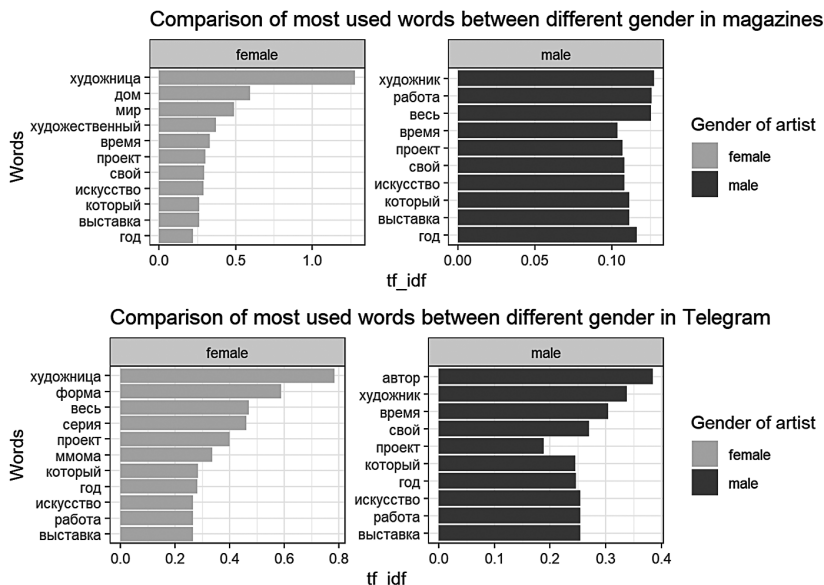 Comparison of most used words between different gender in magazines
female
male
Words
художница
дом
мир
художественный
время
проект
свой
искусство
который
выставка
год
0.0 0.5 1.0
художник
работа
весь
время
проект
свой
искусство
который
выставка
год
0.00 0.05 0.10
tf_idf
Gender of artist
female
male
Comparison of most used words between different gender in Telegram
female
male
Words
художница
форма
весь
серия
проект
ммома
который
год
искусство
работа
выставка
0.0 0.2 0.4 0.6 0.8
автор
художник
время
свой
проект
который
год
искусство
работа
выставка
0.0 0.1 0.2 0.3 0.4
tf_idf
Gender of artist
female
male